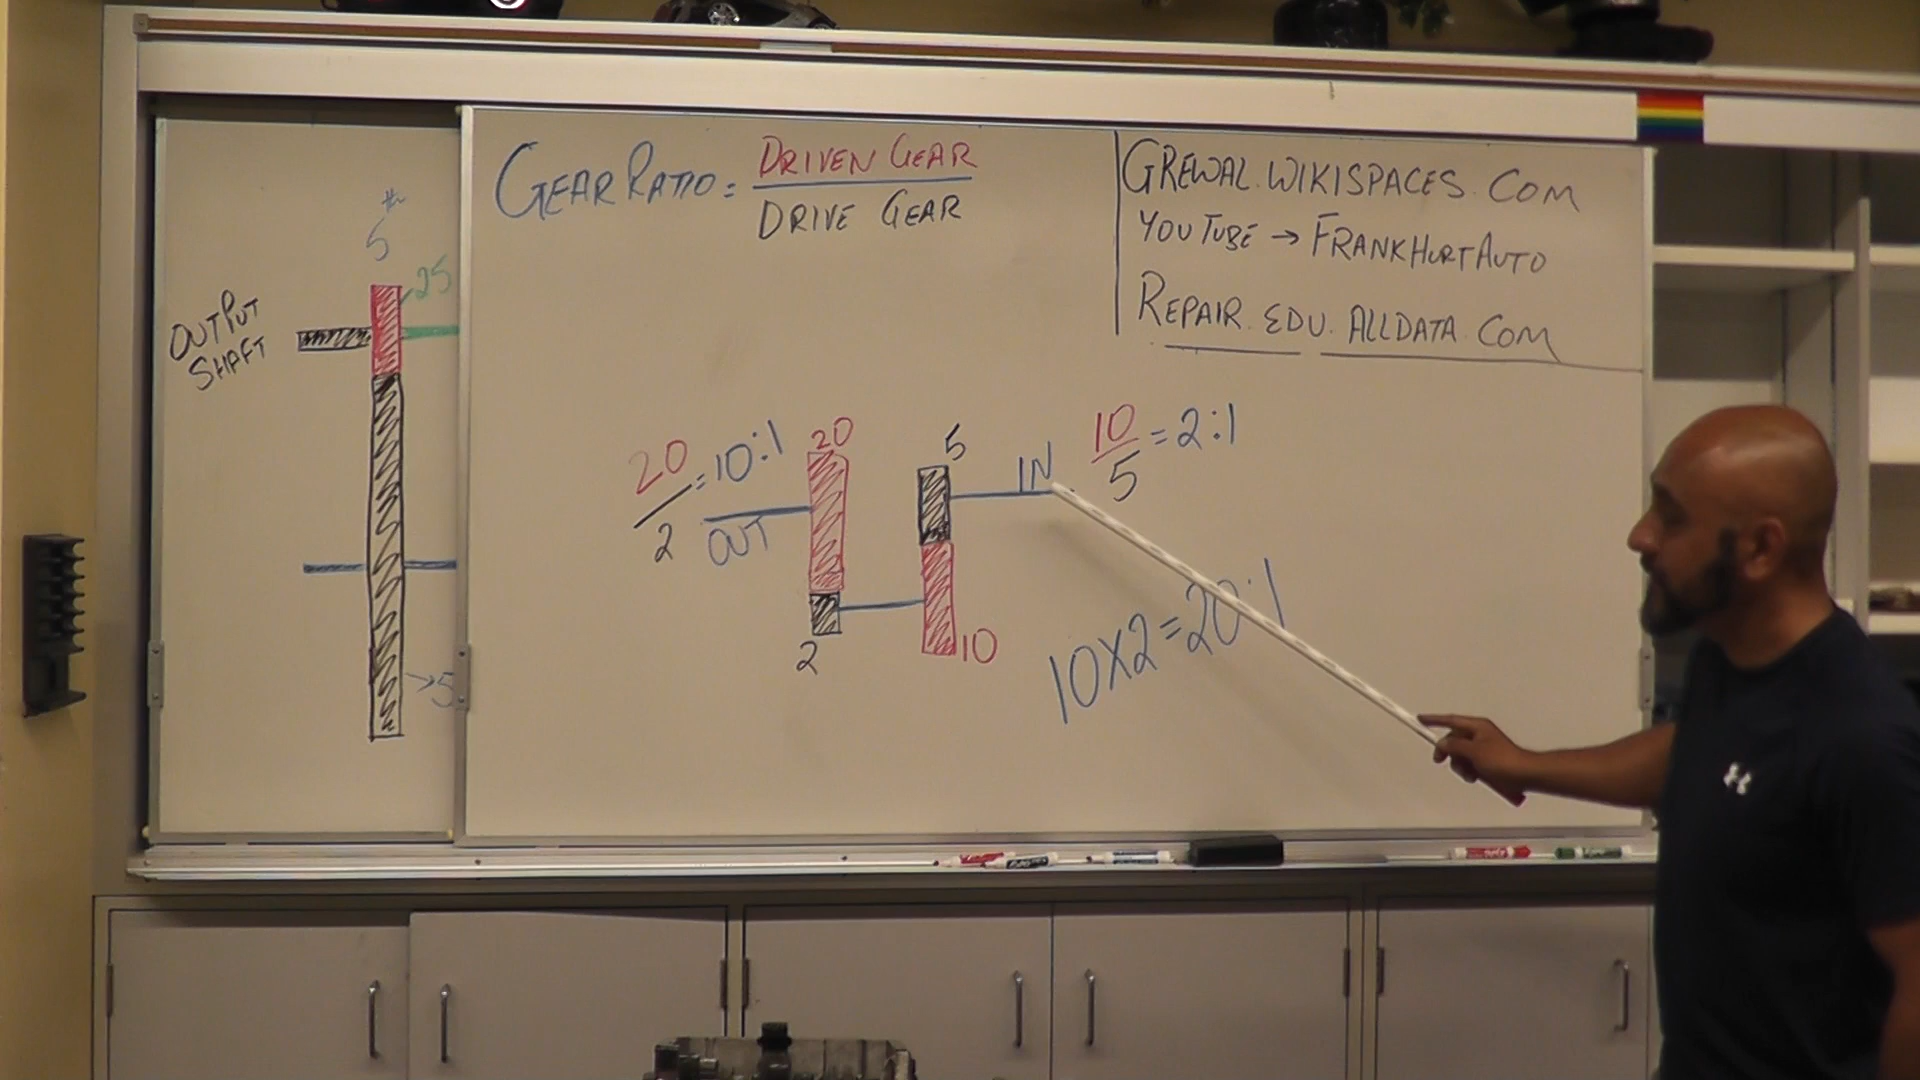 GEAR RATIO = DRIVEN GEAR
DRIVE GEAR
GREWAL.WIKISPACES.COM
YOUTUBE → FRANKHURTAUTO
REPAIR.EDU.ALLDATA.COM
5
25
OUTPUT
SHAFT
→5
20
2
=10:1
OUT
20
2
5
10
IN
10
5
=2:1
10X2=20:1